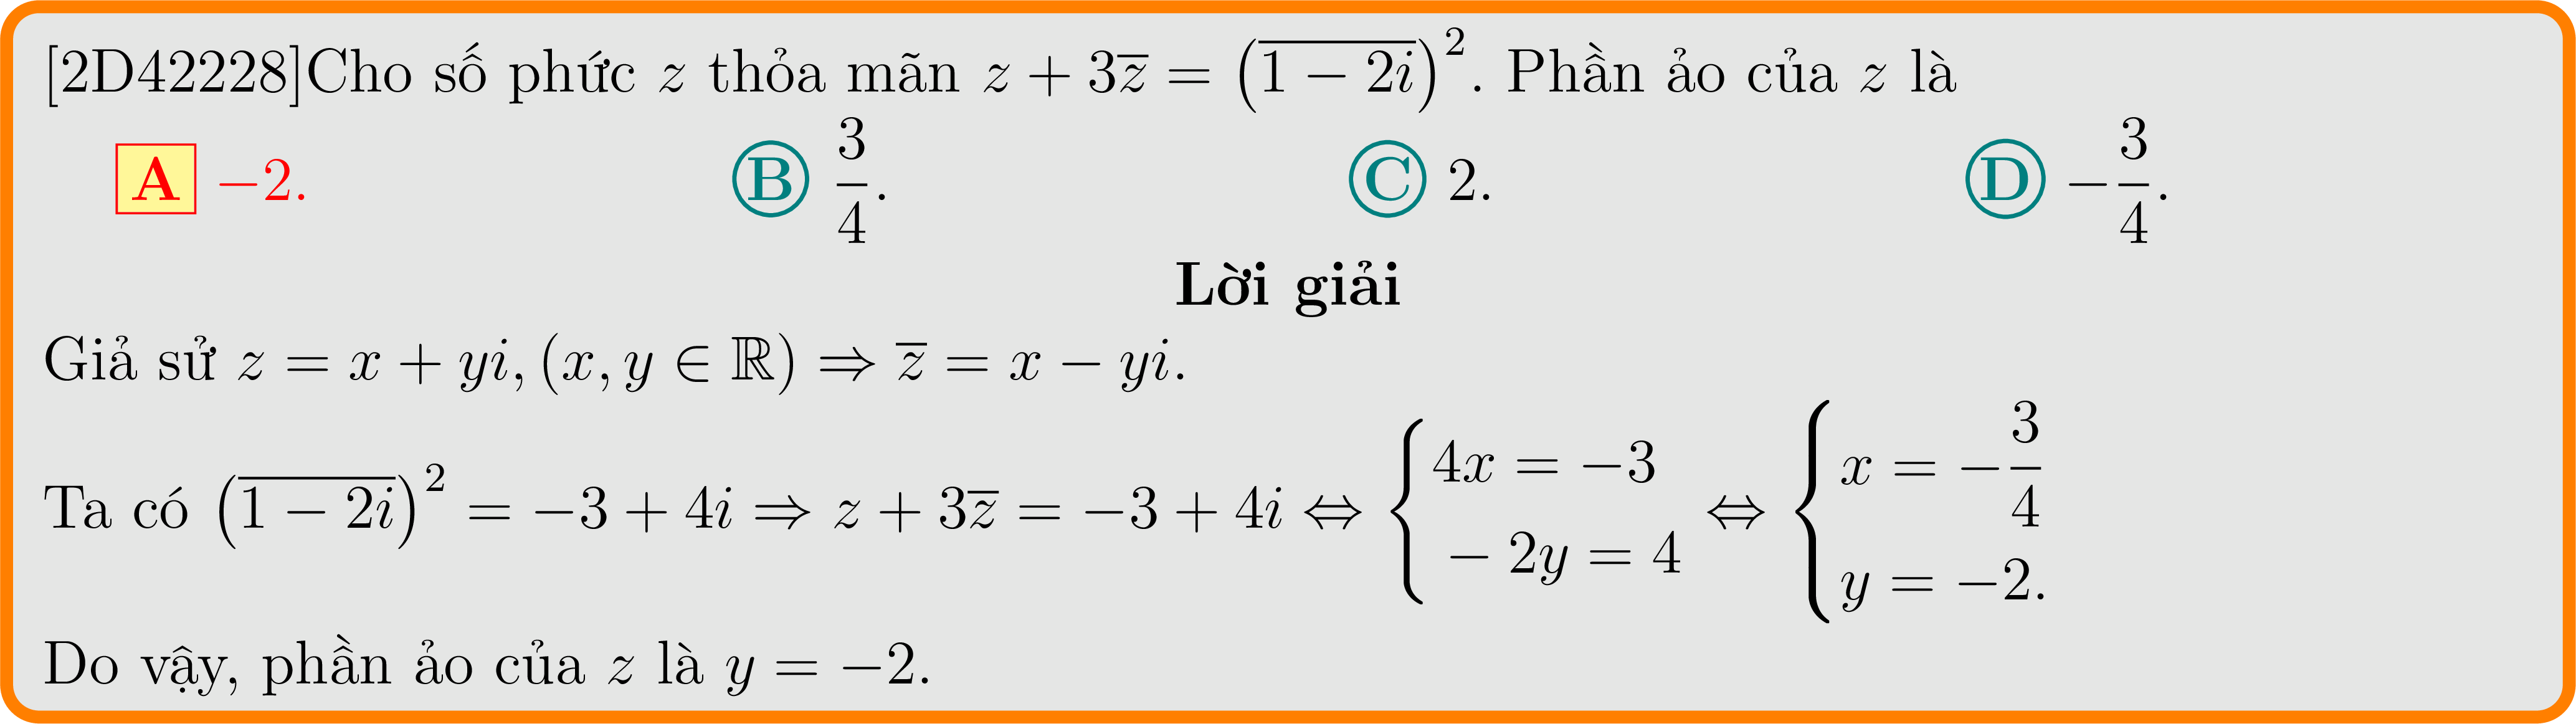 [2D42228]Cho số phức $z$ thỏa mãn $z + 3\overline{z} = \left(\overline{1 - 2i}\right)^2$. Phần ảo của $z$ là
A $-2$. B $\dfrac{3}{4}$. C $2$. D $-\dfrac{3}{4}$.
Lời giải
Giả sử $z = x + yi, (x, y \in \mathbb{R}) \Rightarrow \overline{z} = x - yi$.
Ta có $\left(\overline{1 - 2i}\right)^2 = -3 + 4i \Rightarrow z + 3\overline{z} = -3 + 4i \Leftrightarrow \begin{cases} 4x = -3 \\ -2y = 4 \end{cases} \Leftrightarrow \begin{cases} x = -\dfrac{3}{4} \\ y = -2. \end{cases}$
Do vậy, phần ảo của $z$ là $y = -2$.